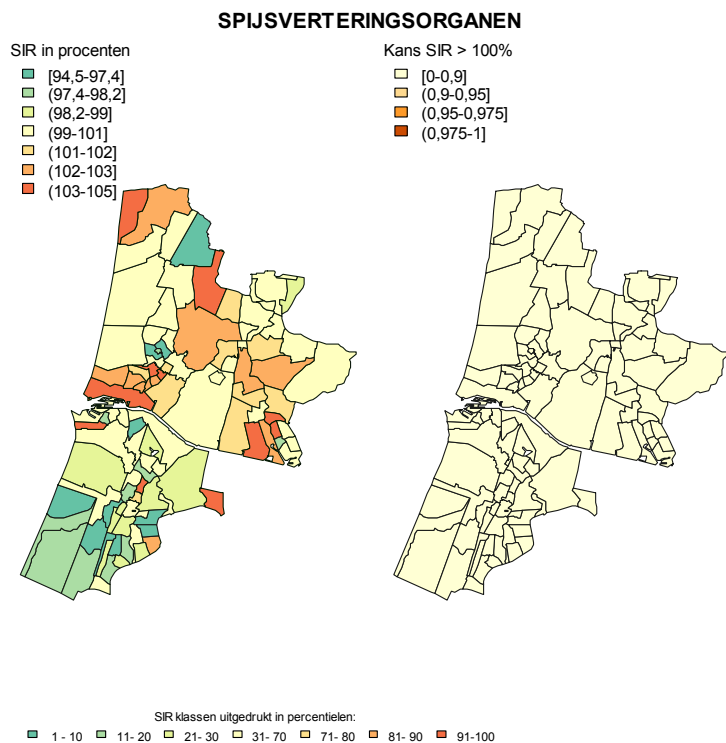 SPIJSVERTERINGSORGANEN
SIR in procenten
[94,5-97,4]
(97,4-98,2]
(98,2-99]
(99-101]
(101-102]
(102-103]
(103-105]
Kans SIR > 100%
[0-0,9]
(0,9-0,95]
(0,95-0,975]
(0,975-1]
SIR klassen uitgedrukt in percentielen:
1 - 10 11- 20 21- 30 31- 70 71- 80 81- 90 91-100